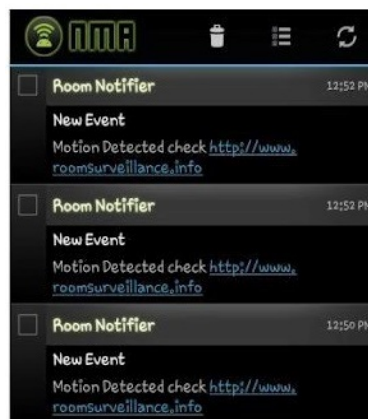 NMA
Room Notifier 12:52 PM
New Event
Motion Detected check http://www.
roomsurveillance.info
Room Notifier 12:52 PM
New Event
Motion Detected check http://www.
roomsurveillance.info
Room Notifier 12:50 PM
New Event
Motion Detected check http://www.
roomsurveillance.info